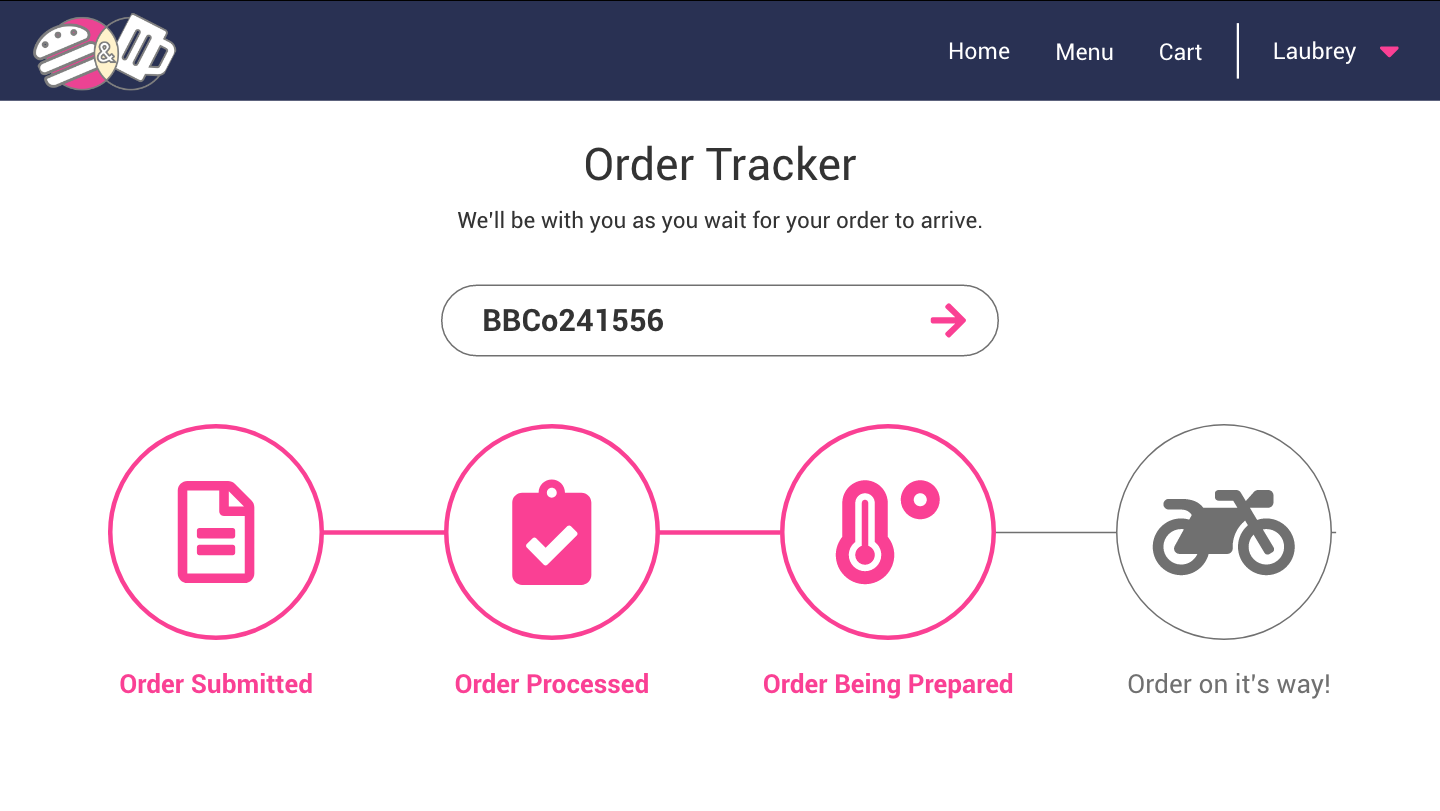 &
Home Menu Cart Laubrey
Order Tracker
We'll be with you as you wait for your order to arrive.
BBCo241556
Order Submitted
Order Processed
Order Being Prepared
Order on it's way!